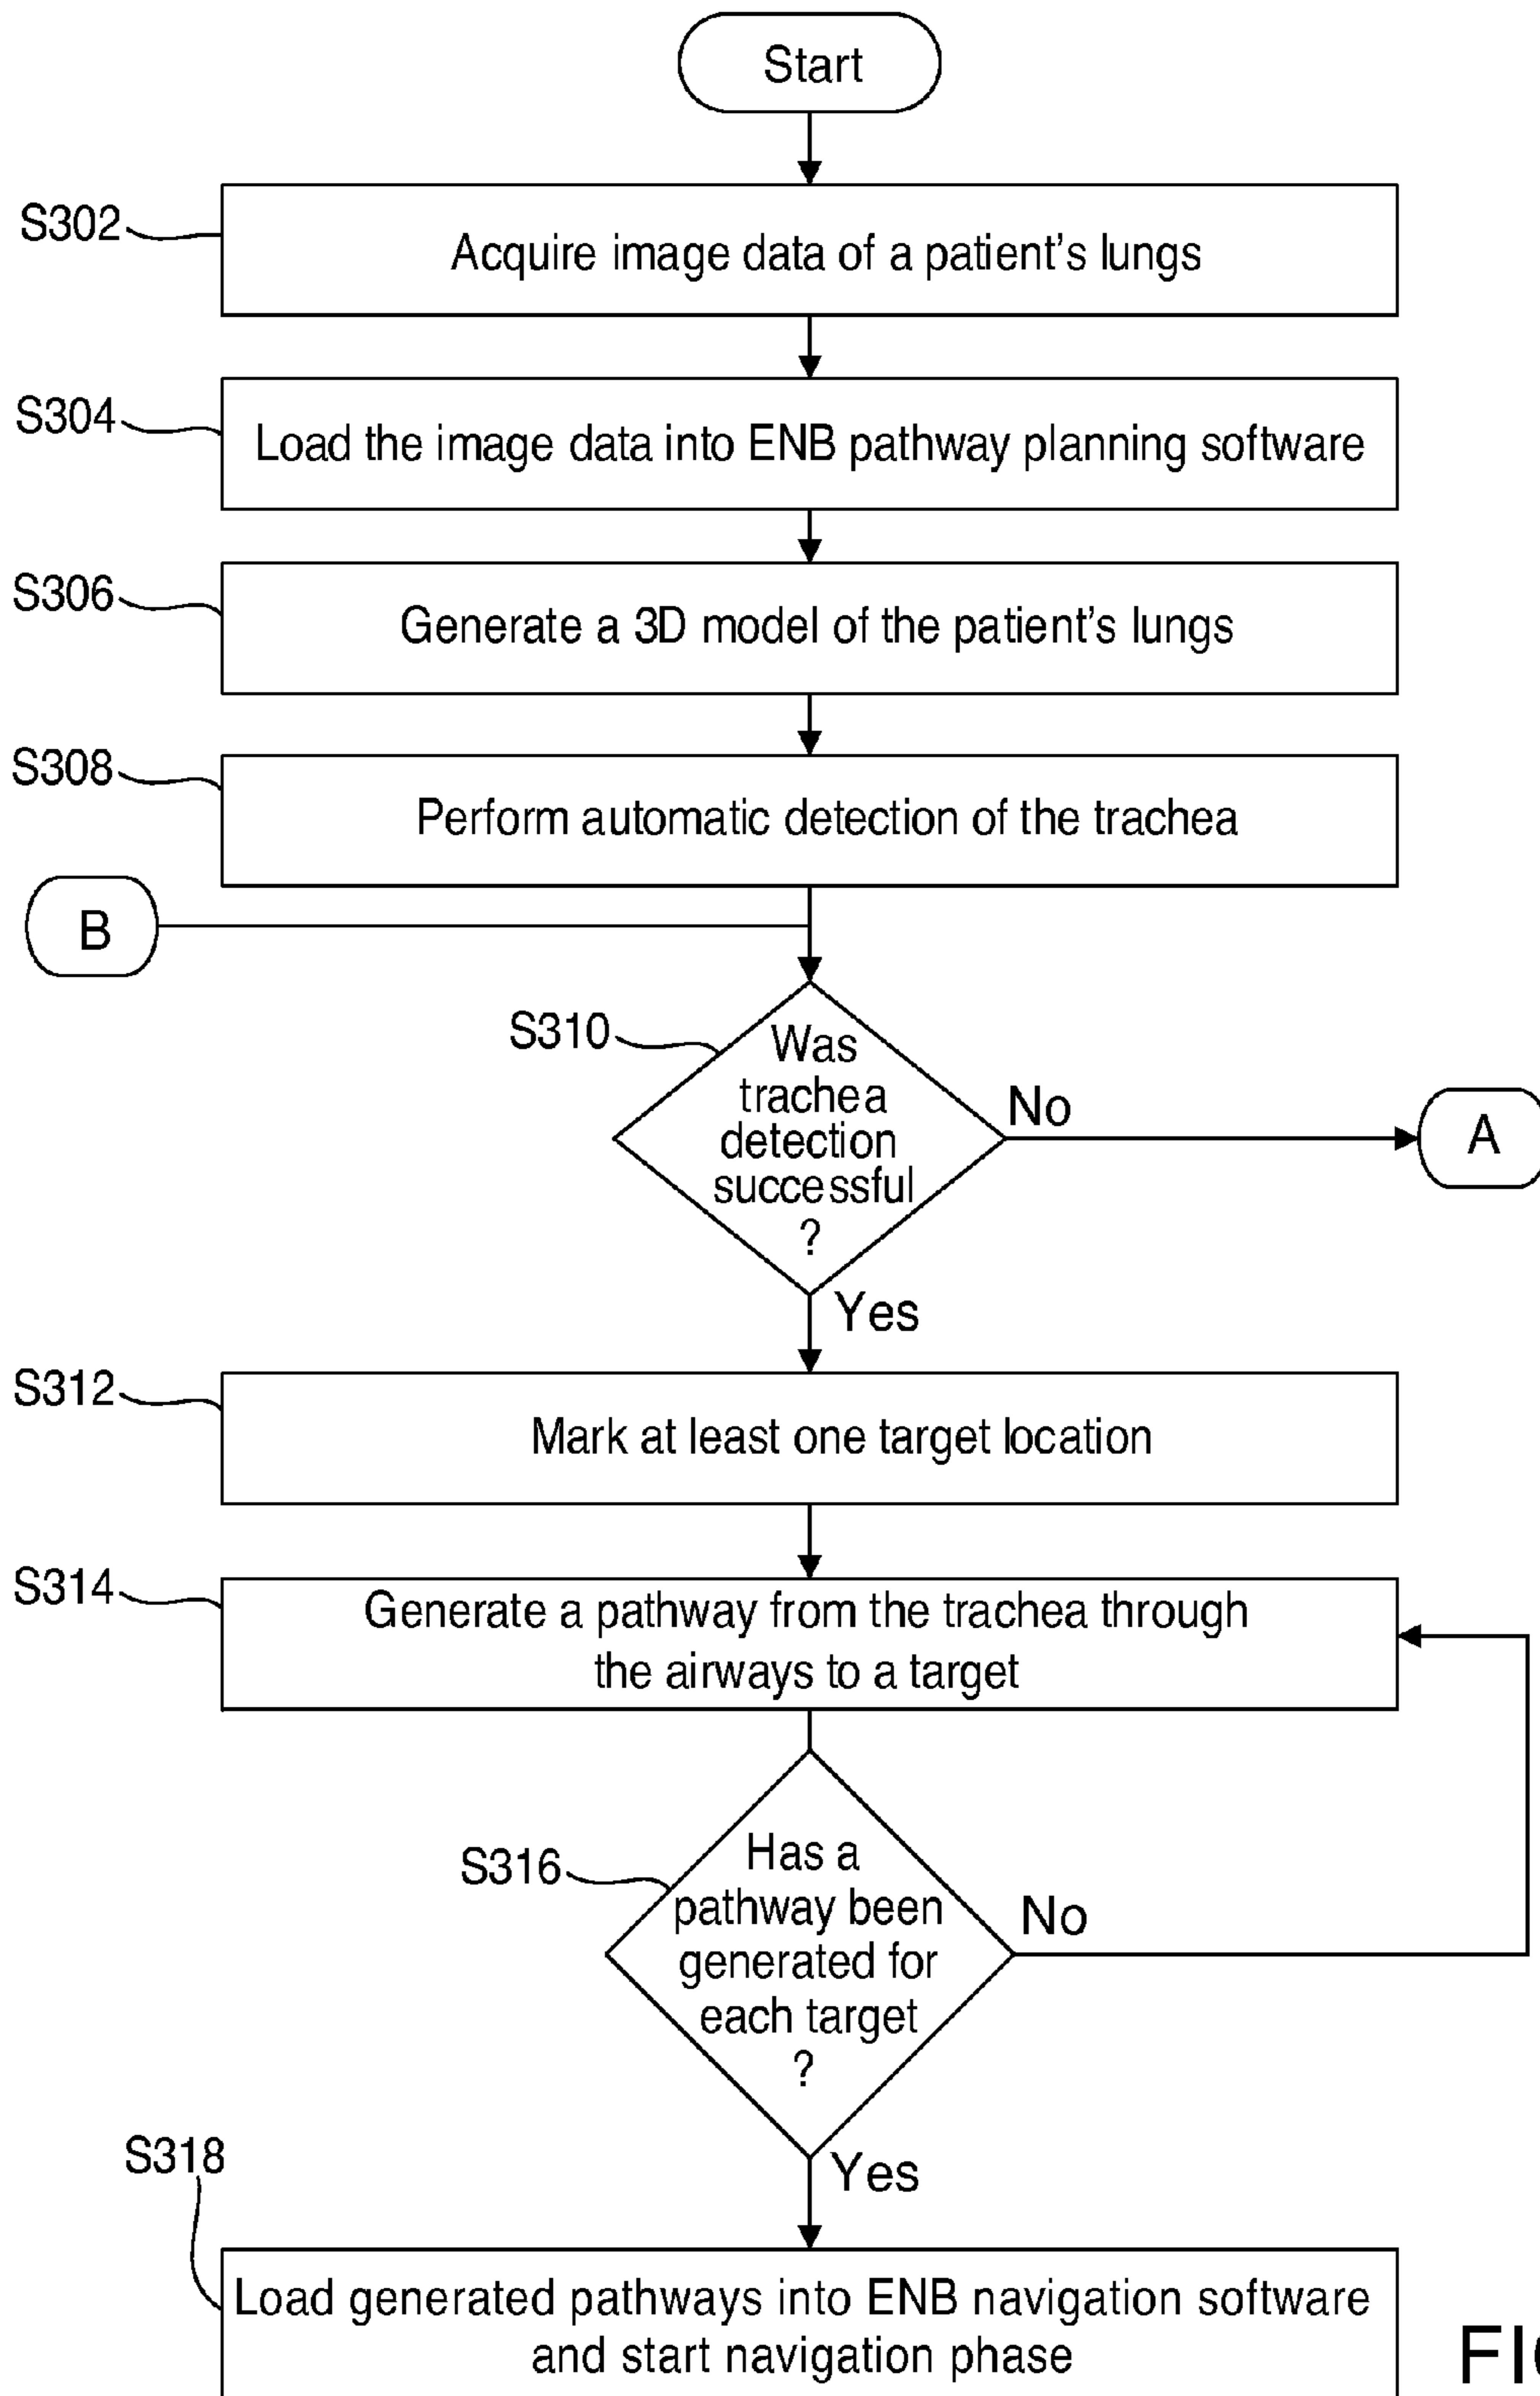 Start
S302
Acquire image data of a patient's lungs
S304
Load the image data into ENB pathway planning software
S306
Generate a 3D model of the patient's lungs
S308
Perform automatic detection of the trachea
B
S310
Was
trachea
detection
successful
?
No
A
Yes
S312
Mark at least one target location
S314
Generate a pathway from the trachea through
the airways to a target
S316
Has a
pathway been
generated for
each target
?
No
Yes
S318
Load generated pathways into ENB navigation software
and start navigation phase